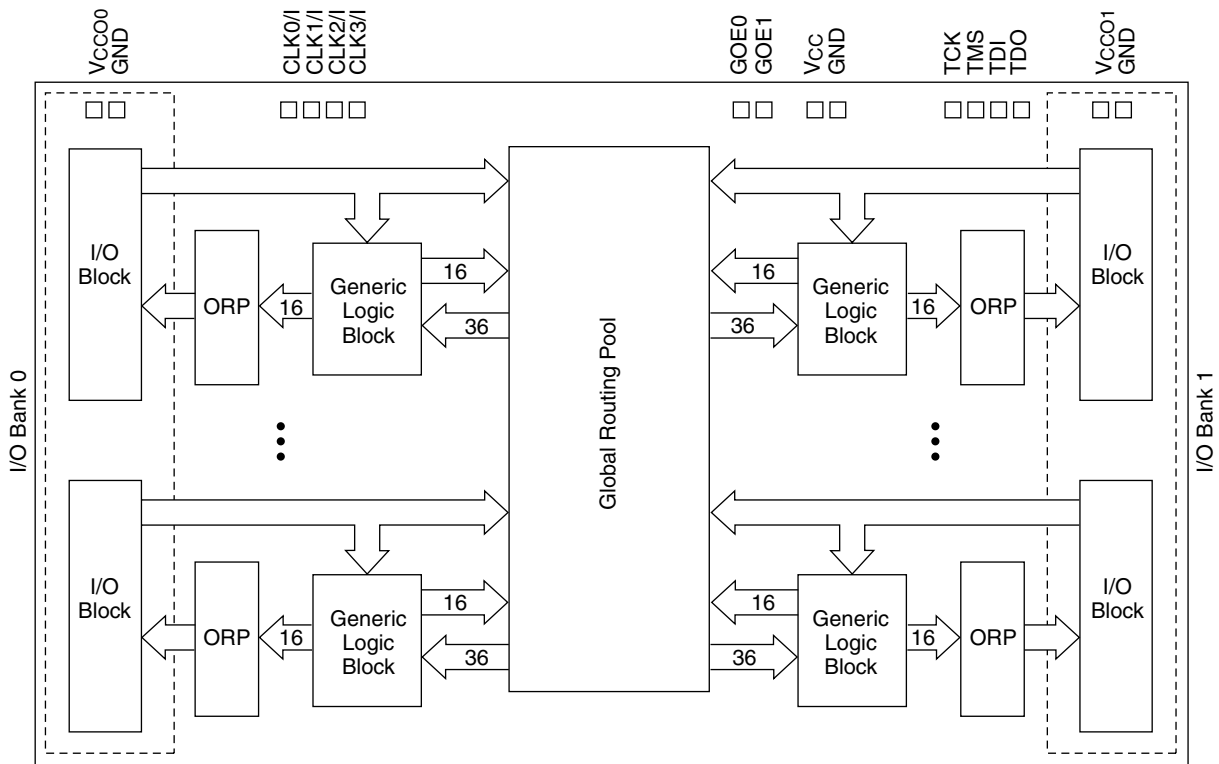 VCCO0
GND
CLK0/I
CLK1/I
CLK2/I
CLK3/I
GOE0
GOE1
VCC
GND
TCK
TMS
TDI
TDO
VCCO1
GND
I/O Bank 0
I/O
Block
ORP
16
Generic
Logic
Block
16
36
Global Routing Pool
16
36
Generic
Logic
Block
16
ORP
I/O
Block
I/O Bank 1
I/O
Block
ORP
16
Generic
Logic
Block
16
36
16
36
Generic
Logic
Block
16
ORP
I/O
Block